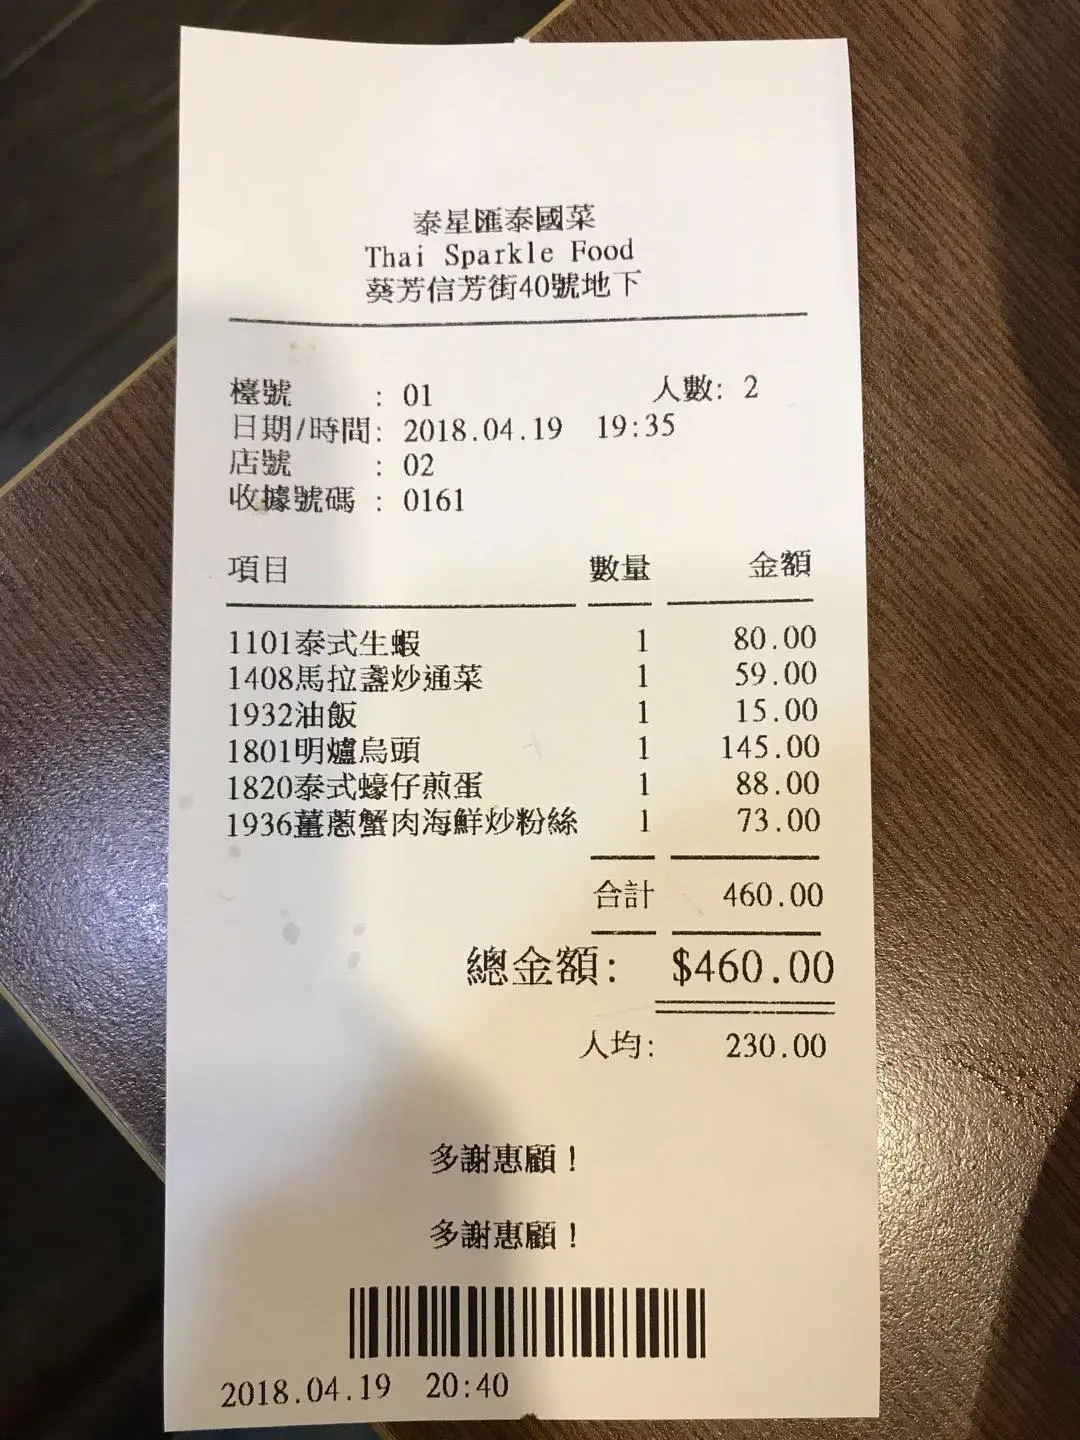 泰星匯泰國菜
Thai Sparkle Food
葵芳信芳街40號地下
檯號 : 01 人數: 2
日期/時間: 2018.04.19 19:35
店號 : 02
收據號碼 : 0161
項目 數量 金額
1101泰式生蝦 1 80.00
1408馬拉盞炒通菜 1 59.00
1932油飯 1 15.00
1801明爐烏頭 1 145.00
1820泰式蠔仔煎蛋 1 88.00
1936薑蔥蟹肉海鮮炒粉絲 1 73.00
合計 460.00
總金額: $460.00
人均: 230.00
多謝惠顧!
多謝惠顧!
2018.04.19 20:40